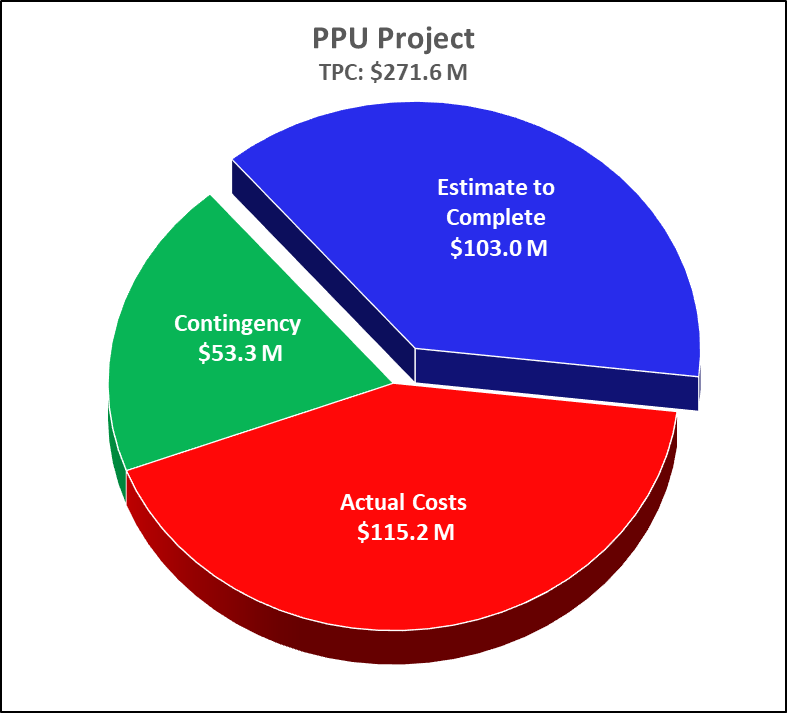 PPU Project
TPC: $271.6 M
Estimate to
Complete
$103.0 M
Contingency
$53.3 M
Actual Costs
$115.2 M